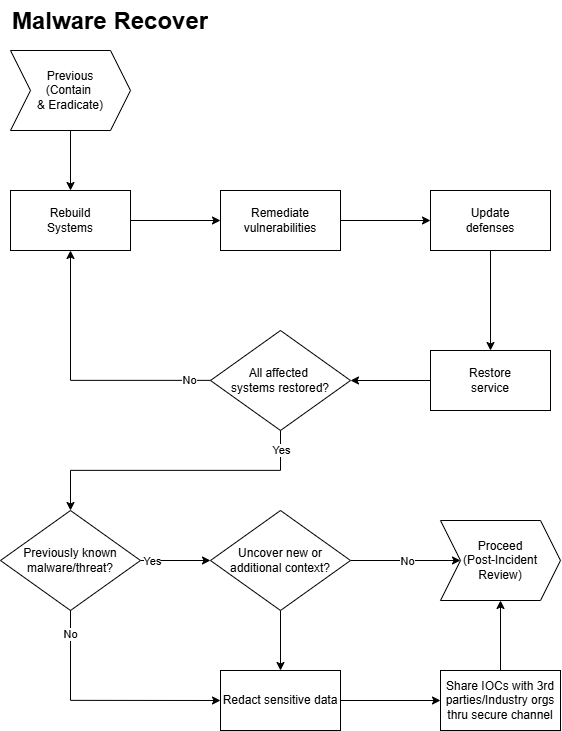 Malware Recover
Previous
(Contain
& Eradicate)
Rebuild
Systems
Remediate
vulnerabilities
Update
defenses
All affected
systems restored?
No
Restore
service
Yes
Previously known
malware/threat?
Yes
Uncover new or
additional context?
No
Proceed
(Post-Incident
Review)
No
Redact sensitive data
Share IOCs with 3rd
parties/Industry orgs
thru secure channel